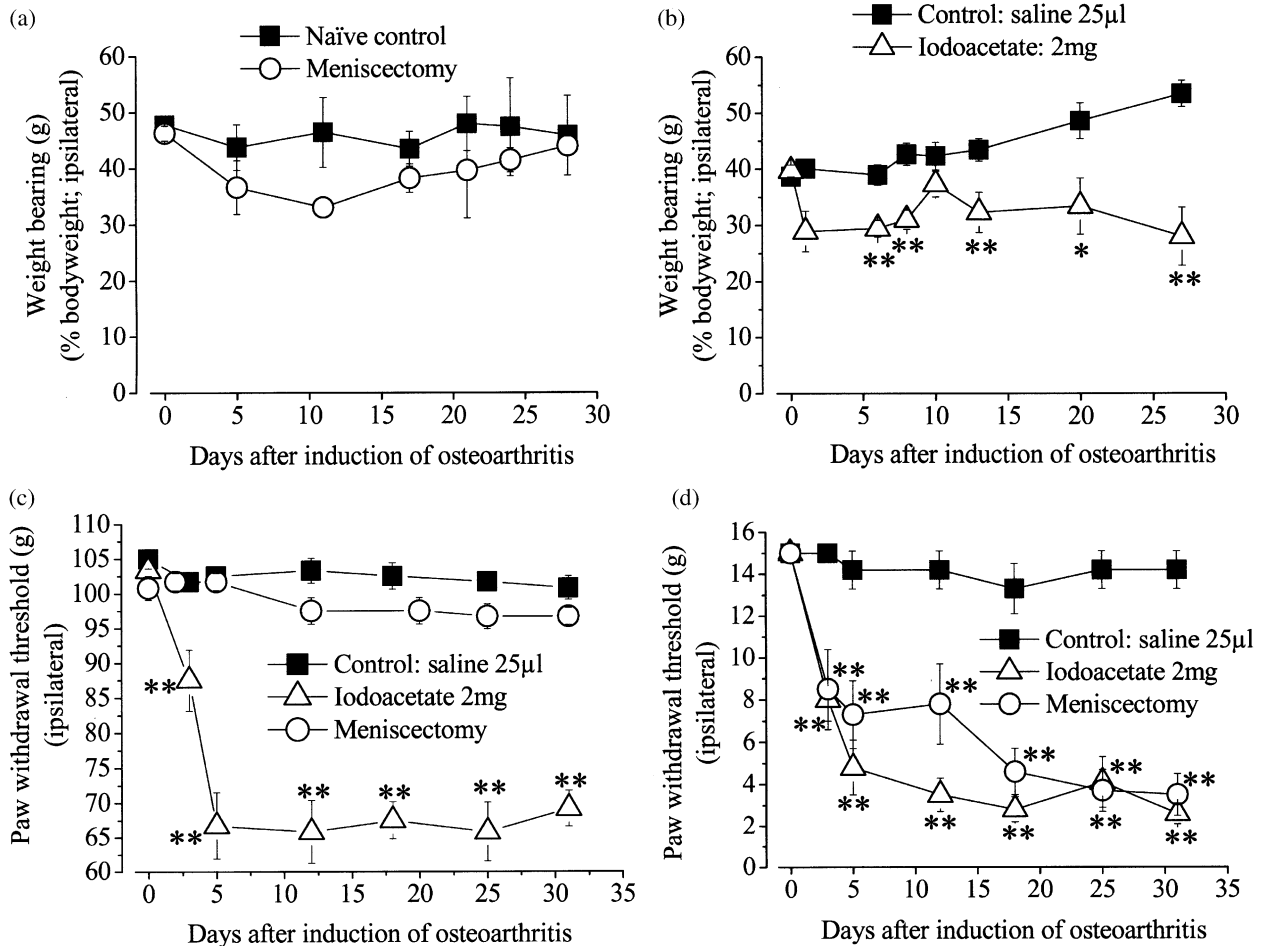 (a)
Naïve control
Meniscectomy
60
50
40
30
20
10
0
Weight bearing (g)
(% bodyweight; ipsilateral)
0 5 10 15 20 25 30
Days after induction of osteoarthritis
(b)
Control: saline 25µl
Iodoacetate: 2mg
60
50
40
30
20
10
0
Weight bearing (g)
(% bodyweight; ipsilateral)
** ** ** * **
0 5 10 15 20 25 30
Days after induction of osteoarthritis
(c)
110
105
100
95
90
85
80
75
70
65
60
Paw withdrawal threshold (g)
(ipsilateral)
Control: saline 25µl
Iodoacetate 2mg
Meniscectomy
** ** ** ** ** **
0 5 10 15 20 25 30 35
Days after induction of osteoarthritis
(d)
16
14
12
10
8
6
4
2
0
Paw withdrawal threshold (g)
(ipsilateral)
Control: saline 25µl
Iodoacetate 2mg
Meniscectomy
** ** ** ** ** **
** ** ** ** ** **
0 5 10 15 20 25 30 35
Days after induction of osteoarthritis